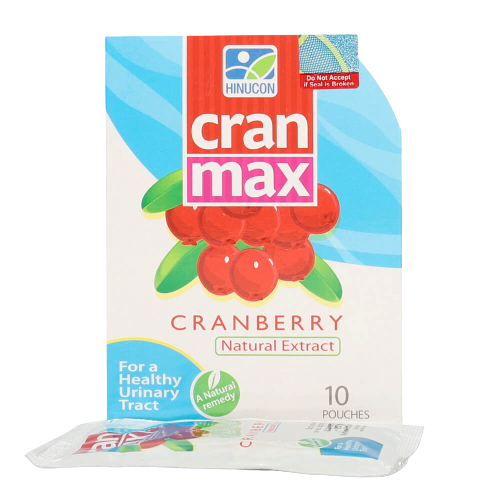 HINUCON
Do Not Accept
if Seal is Broken
cran
max
CRANBERRY
Natural Extract
For a
Healthy
Urinary
Tract
A Natural
remedy
10
POUCHES